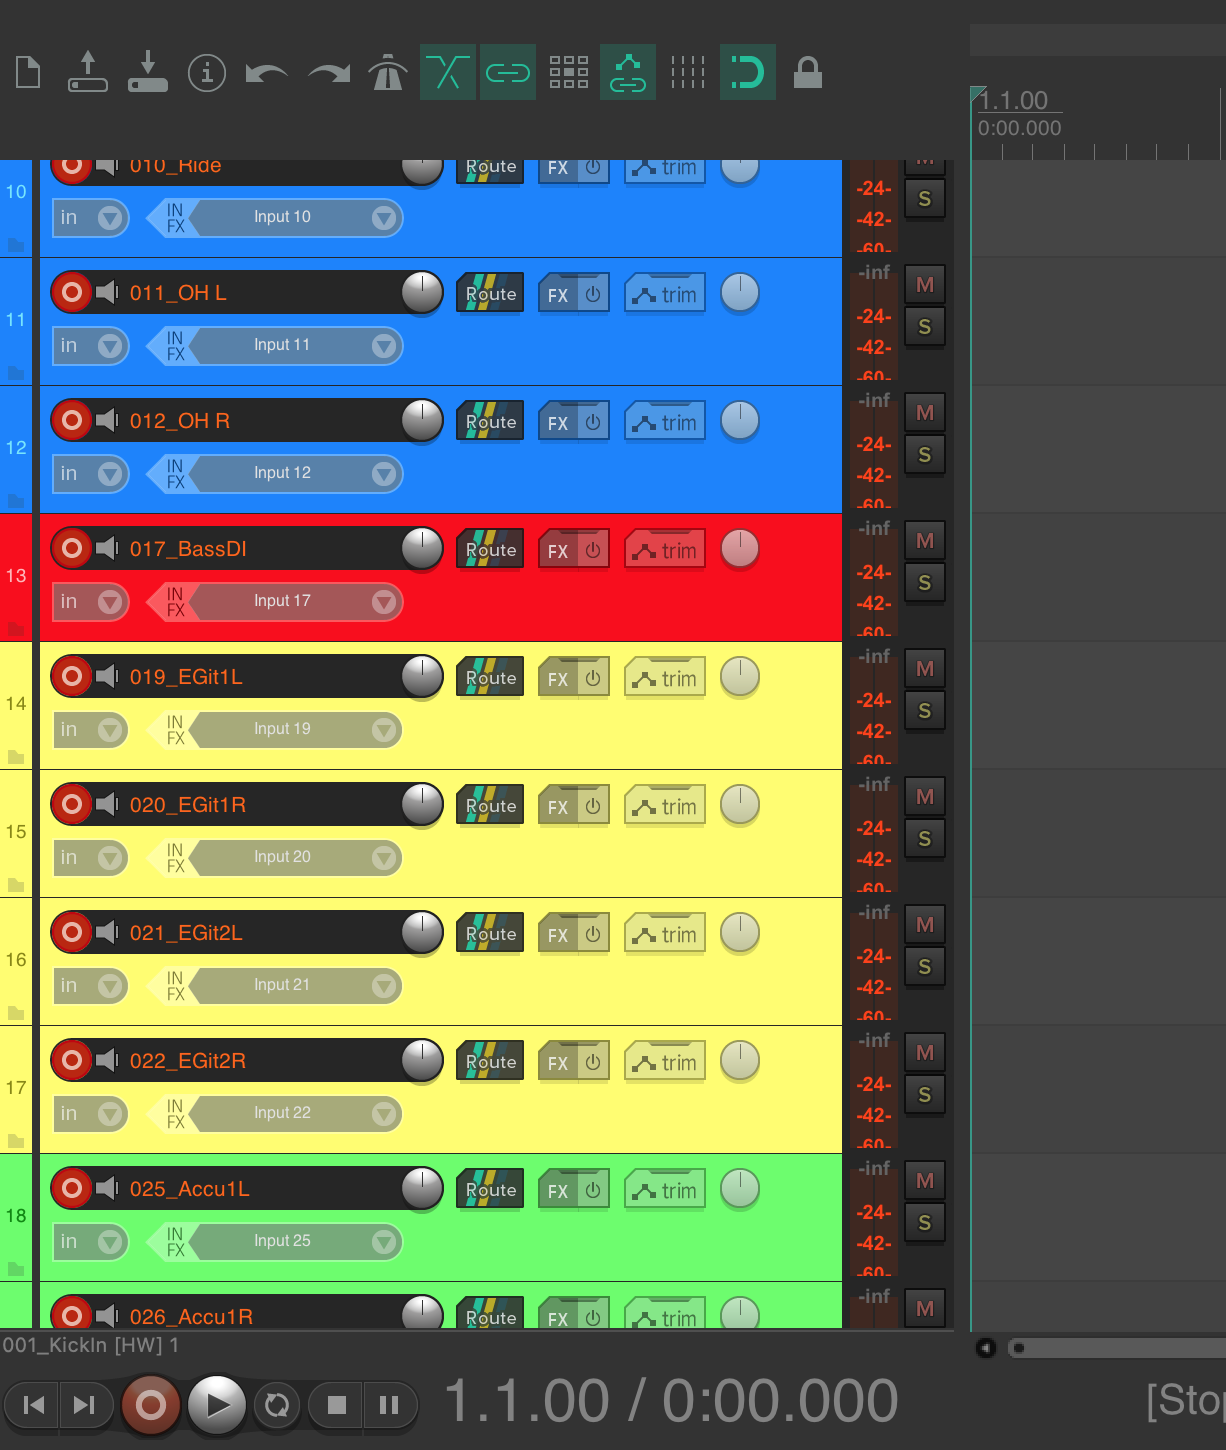 1.1.00
0:00.000
10
010_Ride
Route
FX
trim
M
in
IN
FX
Input 10
-24-
-42-
-60-
S
11
011_OH L
Route
FX
trim
-inf
M
in
IN
FX
Input 11
-24-
-42-
-60-
S
12
012_OH R
Route
FX
trim
-inf
M
in
IN
FX
Input 12
-24-
-42-
-60-
S
13
017_BassDI
Route
FX
trim
-inf
M
in
IN
FX
Input 17
-24-
-42-
-60-
S
14
019_EGit1L
Route
FX
trim
-inf
M
in
IN
FX
Input 19
-24-
-42-
-60-
S
15
020_EGit1R
Route
FX
trim
-inf
M
in
IN
FX
Input 20
-24-
-42-
-60-
S
16
021_EGit2L
Route
FX
trim
-inf
M
in
IN
FX
Input 21
-24-
-42-
-60-
S
17
022_EGit2R
Route
FX
trim
-inf
M
in
IN
FX
Input 22
-24-
-42-
-60-
S
18
025_Accu1L
Route
FX
trim
-inf
M
in
IN
FX
Input 25
-24-
-42-
-60-
S
026_Accu1R
Route
FX
trim
-inf
M
001_KickIn [HW] 1
1.1.00 / 0:00.000
[Stop